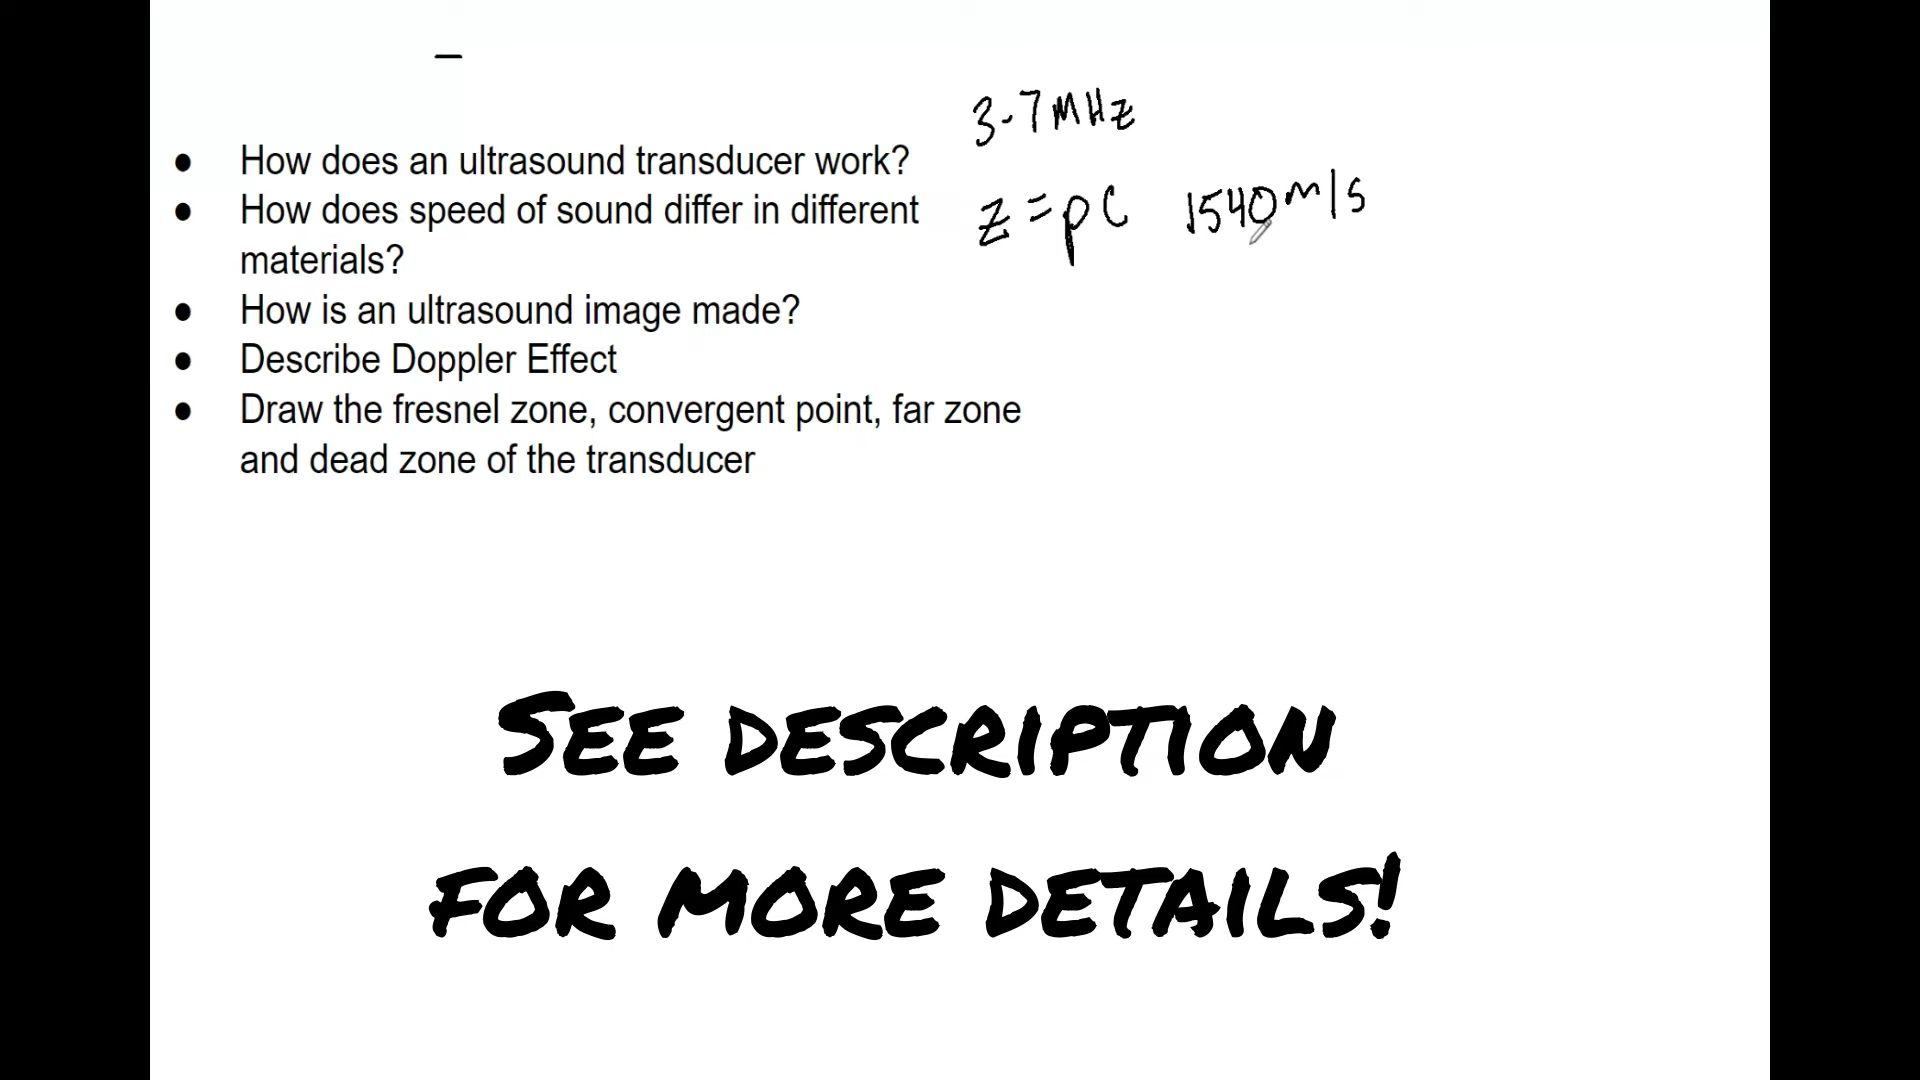 3-7MHz
● How does an ultrasound transducer work?
● How does speed of sound differ in different
materials?
z=pc 1540m/s
● How is an ultrasound image made?
● Describe Doppler Effect
● Draw the fresnel zone, convergent point, far zone
and dead zone of the transducer
SEE DESCRIPTION
FOR MORE DETAILS!